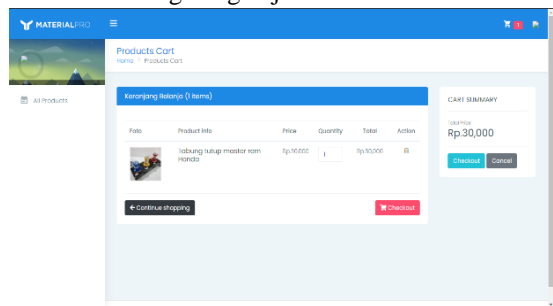 MATERIALPRO
1
Products Cart
Home > Products Cart
All Products
Keranjang Belanja (1 items)
Foto Product info Price Quantity Total Action
Tabung tutup master rem Honda
Rp.30,000 1 Rp.30,000
Continue shopping
Checkout
CART SUMMARY
Total Price
Rp.30,000
Checkout Cancel